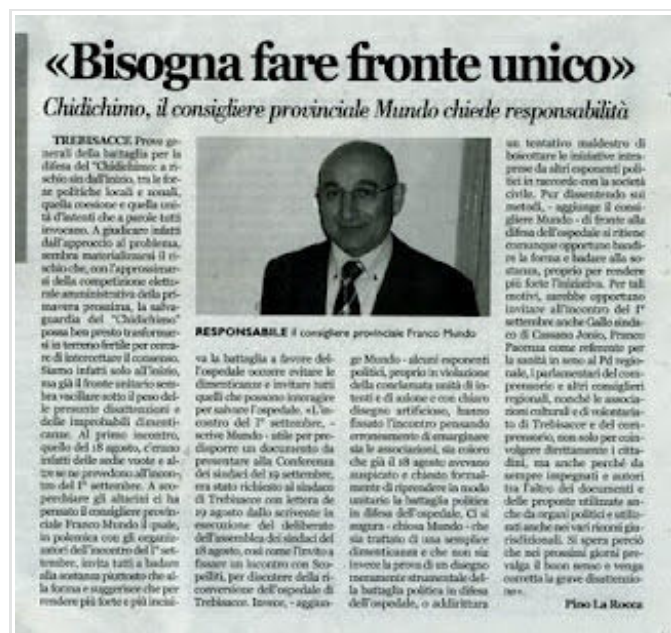 «Bisogna fare fronte unico»
Chidichimo, il consigliere provinciale Mundo chiede responsabilità
TREBISACCE Prove ge-
nerali della battaglia per la
difesa del "Chidichimo: a ri-
schio sin dall'inizio, tra le for-
ze politiche locali e zonali,
quella coesione e quella uni-
tà d'intenti che a parole tutti
invocano. A giudicare infatti
dall'approccio al problema,
sembra materializzarsi il ri-
schio che, con l'approssimar-
si della competizione eletto-
rale amministrativa della pri-
mavera prossima, la salva-
guardia del "Chidichimo"
possa ben presto trasformar-
si in terreno fertile per cerca-
re di intercettare il consenso.
Siamo infatti solo all'inizio,
ma già il fronte unitario sem-
bra vacillare sotto il peso del-
le presunte disattenzioni e
delle improbabili dimenti-
canze. Al primo incontro,
quello del 18 agosto, c'erano
infatti delle sedie vuote e al-
tre se ne prevedono all'incon-
tro del 1° settembre. A sco-
perchiare gli altarini ci ha
pensato il consigliere provin-
ciale Franco Mundo il quale,
in polemica con gli organiz-
zatori dell'incontro del 1° set-
tembre, invita tutti a badare
alla sostanza piuttosto che al-
la forma e suggerisce che per
rendere più forte e più incisi-
RESPONSABILE il consigliere provinciale Franco Mundo
va la battaglia a favore del-
l'ospedale occorre evitare le
dimenticanze e invitare tutti
quelli che possono interagire
per salvare l'ospedale. «L'in-
contro del 1° settembre, -
scrive Mundo - utile per pre-
disporre un documento da
presentare alla Conferenza
dei sindaci del 19 settembre,
era stato richiesto al sindaco
di Trebisacce con lettera de
19 agosto dallo scrivente in
esecuzione del deliberato
dell'assemblea dei sindaci del
18 agosto, così come l'invito a
fissare un incontro con Sco-
pelliti, per discutere della ri-
conversione dell'ospedale di
Trebisacce. Invece, - aggiun-
ge Mundo - alcuni esponenti
politici, proprio in violazione
della conclamata unità di in-
tenti e di azione e con chiaro
disegno artificioso, hanno
fissato l'incontro pensando
erroneamente di emarginare
sia le associazioni, sia coloro
che già il 18 agosto avevano
auspicato e chiesto formal-
mente di riprendere in modo
unitario la battaglia politica
in difesa dell'ospedale. Ci si
augura - chiosa Mundo - che
sia trattato di una semplice
dimenticanza e che non sia
invece la prova di un disegno
meramente strumentale del-
la battaglia politica in difesa
dell'ospedale, o addirittura
un tentativo maldestro di
boicottare le iniziative intra-
prese da altri esponenti poli-
tici in raccordo con la società
civile. Pur dissentendo sui
metodi, - aggiunge il consi-
gliere Mundo - di fronte alla
difesa dell'ospedale si ritiene
comunque opportuno bandi-
re la forma e badare alla so-
stanza, proprio per rendere
più forte l'iniziativa. Per tali
motivi, sarebbe opportuno
invitare all'incontro del 1°
settembre anche Gallo sinda-
co di Cassano Jonio, Franco
Pacenza come referente per
la sanità in seno al Pd regio-
nale, i parlamentari del com-
prensorio e altri consiglieri
regionali, nonché le associa-
zioni culturali e di volontaria-
to di Trebisacce e del com-
prensorio, non solo per coin-
volgere direttamente i citta-
dini, ma anche perché da
sempre impegnati e autori
tra l'altro dei documenti e
delle proposte utilizzate an-
che da organi politici e utiliz-
zati anche nei vari ricorsi giu-
risdizionali. Si spera perciò
che nei prossimi giorni pre-
valga il buon senso e venga
corretta la grave disattenzio-
ne».
Pino La Rocca